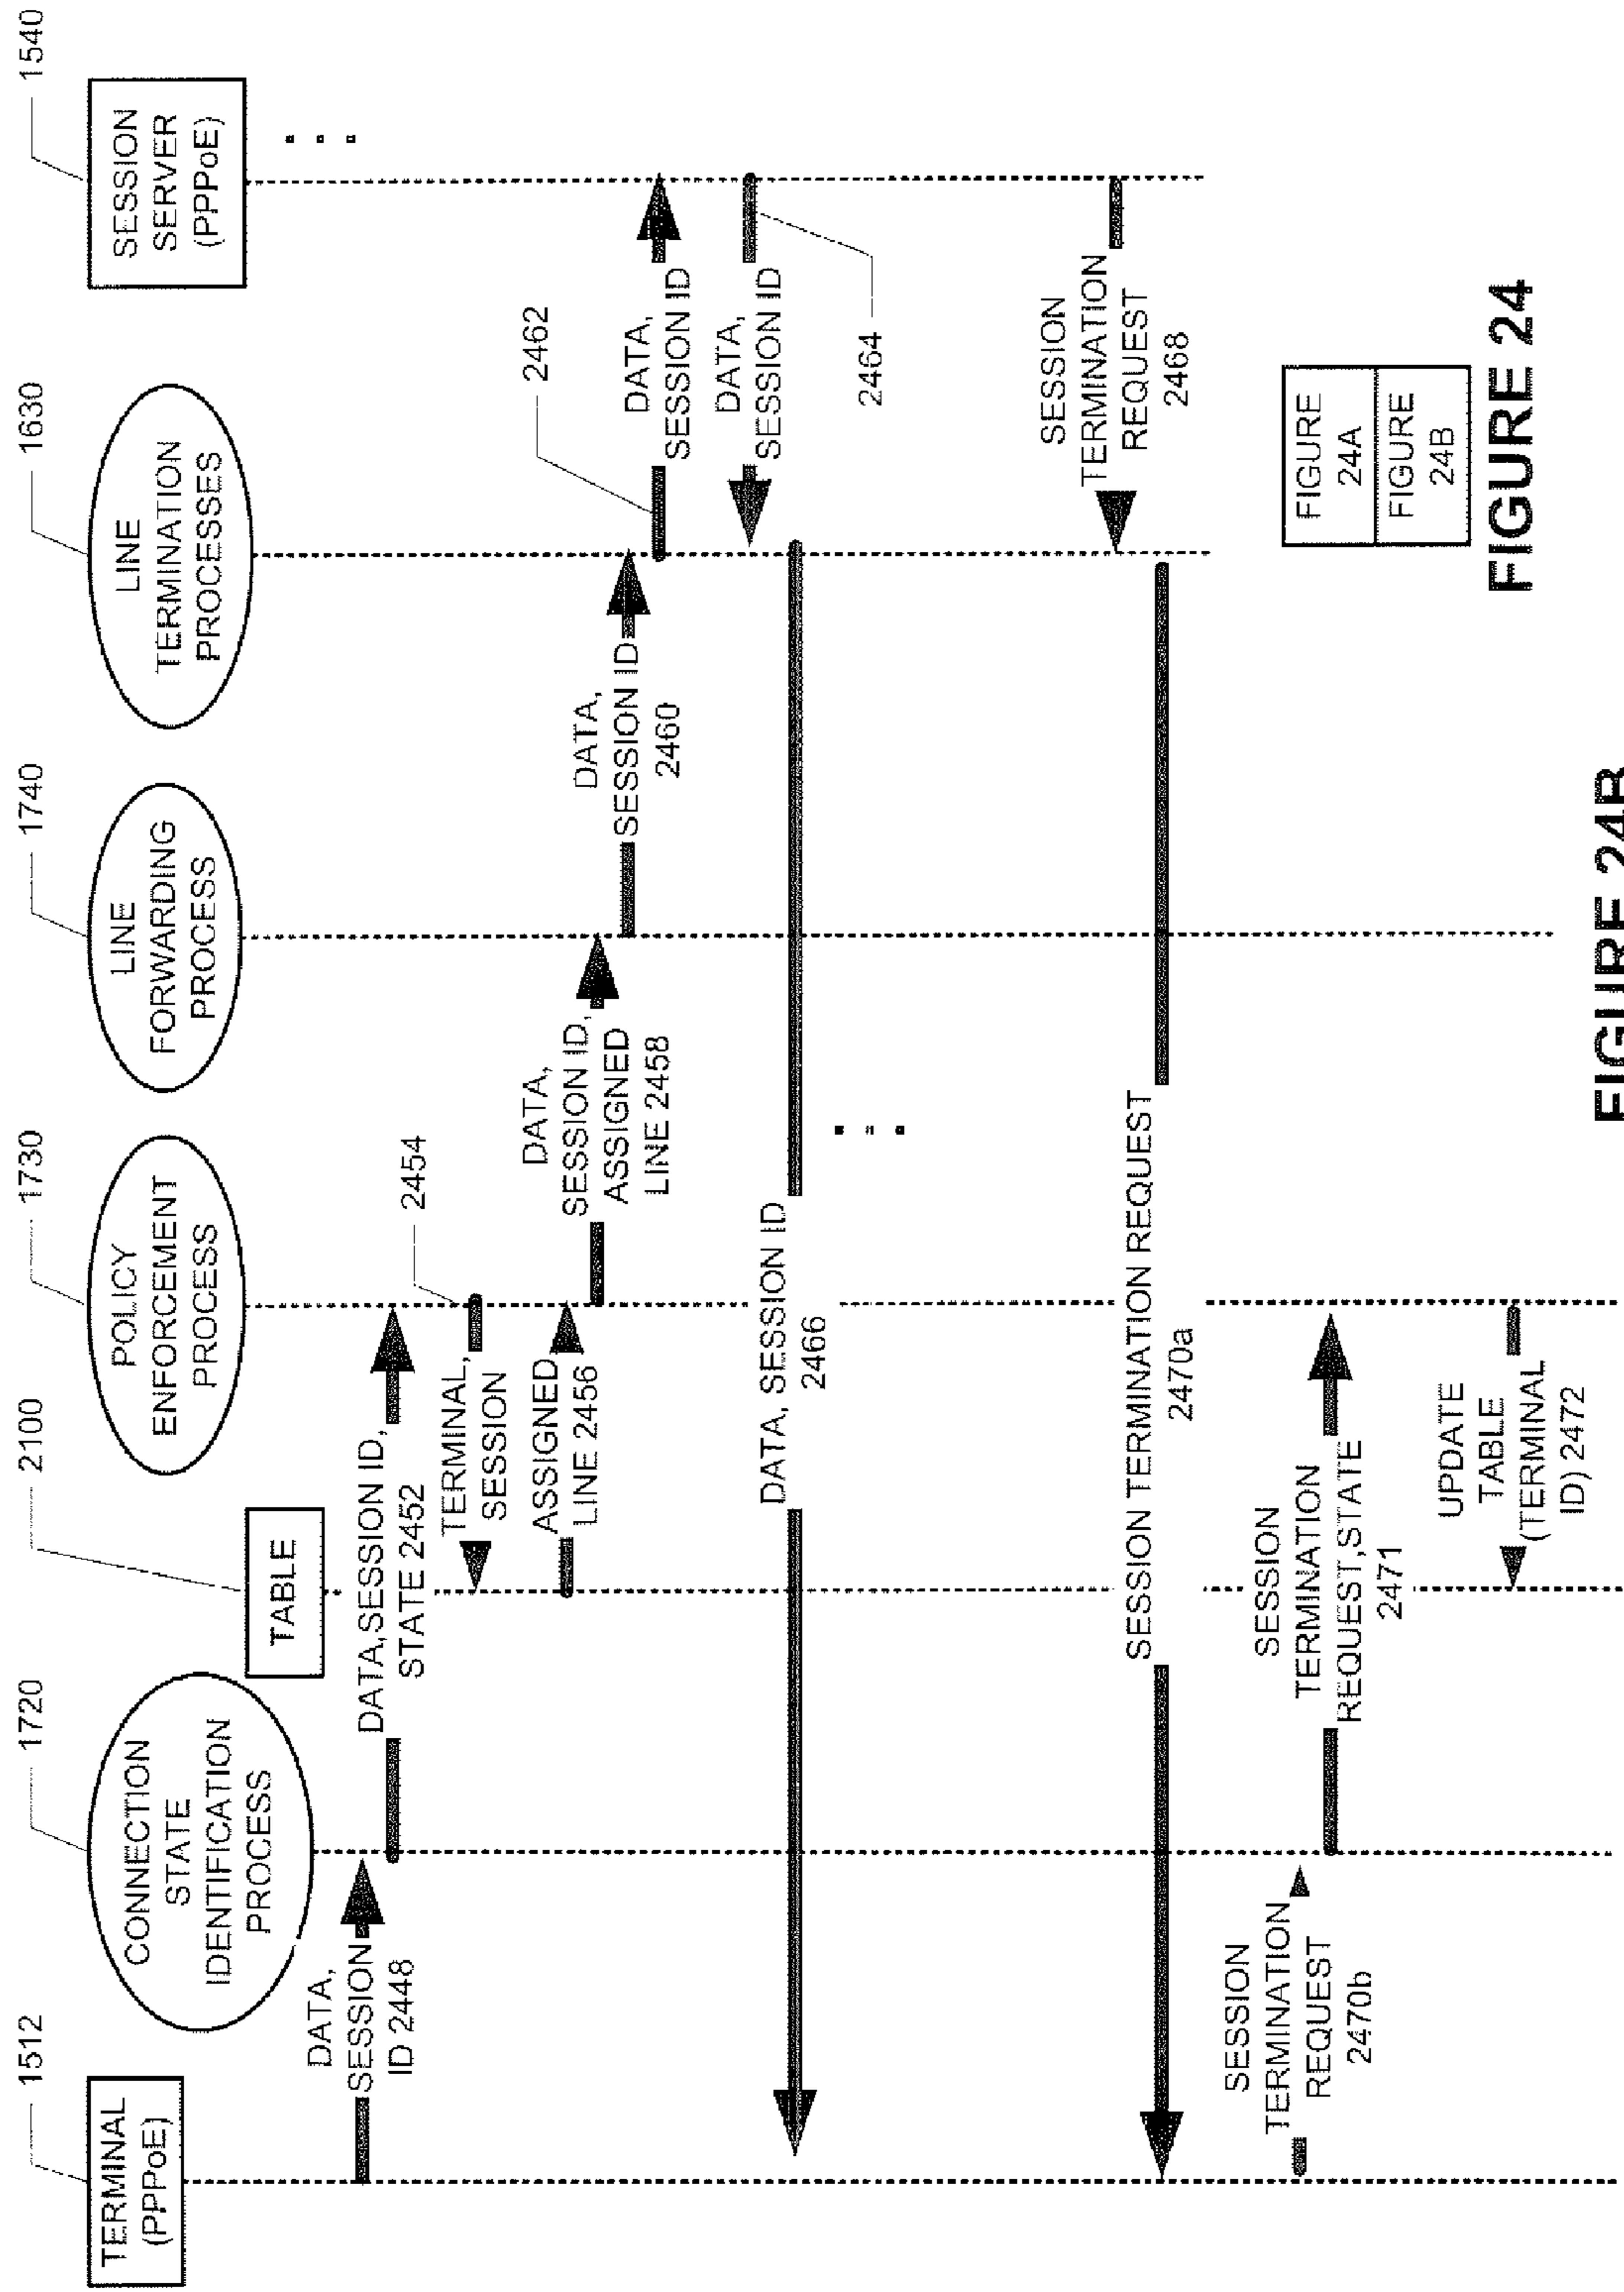 1512
TERMINAL
(PPPoE)
1720
CONNECTION
STATE
IDENTIFICATION
PROCESS
2100
TABLE
1730
POLICY
ENFORCEMENT
PROCESS
1740
LINE
FORWARDING
PROCESS
1630
LINE
TERMINATION
PROCESSES
1540
SESSION
SERVER
(PPPoE)
DATA,
SESSION
ID 2448
DATA,SESSION ID,
STATE 2452
2454
TERMINAL,
SESSION
ASSIGNED
LINE 2456
DATA,
SESSION ID,
ASSIGNED
LINE 2458
DATA,
SESSION ID
2460
2462
DATA,
SESSION ID
DATA,
SESSION ID
2464
DATA, SESSION ID
2466
SESSION
TERMINATION
REQUEST
2468
SESSION TERMINATION REQUEST
2470a
SESSION
TERMINATION
REQUEST
2470b
SESSION
TERMINATION
REQUEST,STATE
2471
UPDATE
TABLE
(TERMINAL
ID) 2472
FIGURE
24A
FIGURE
24B
FIGURE 24
FIGURE 24B